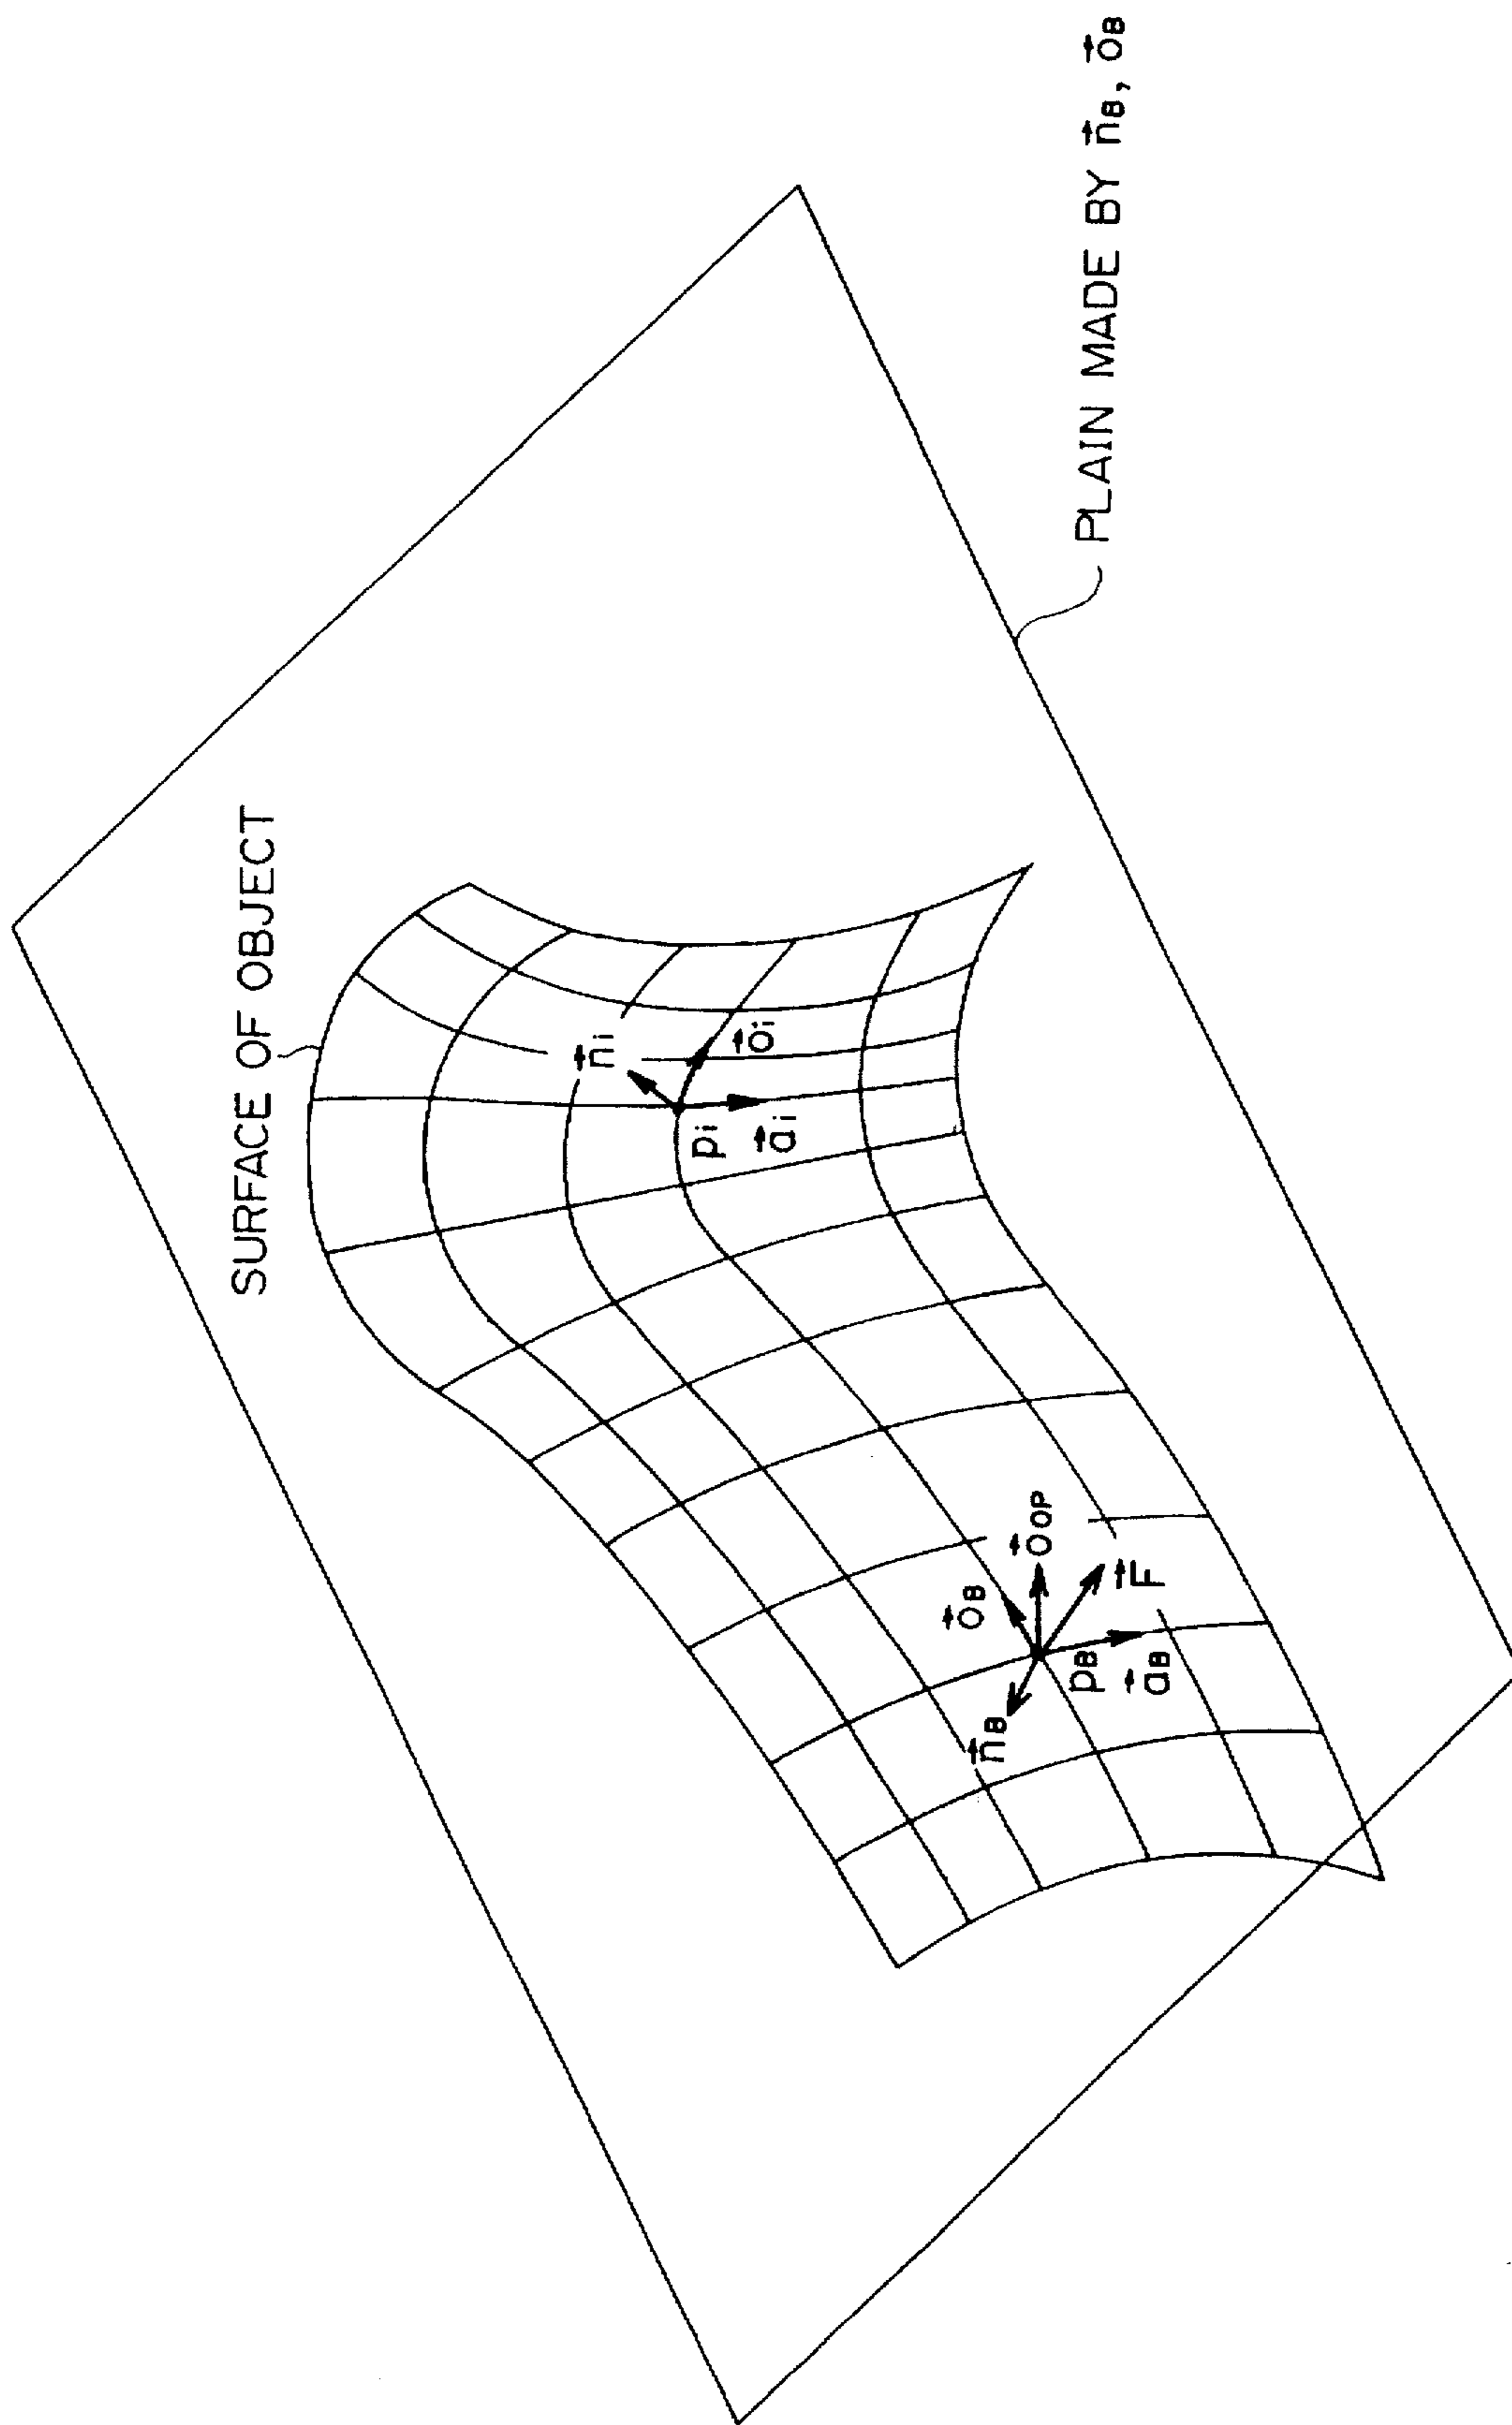 SURFACE OF OBJECT
n⃗i
o⃗i
pi
a⃗i
o⃗B
o⃗OP
n⃗B
pB
F⃗
a⃗B
PLAIN MADE BY n⃗B, o⃗B